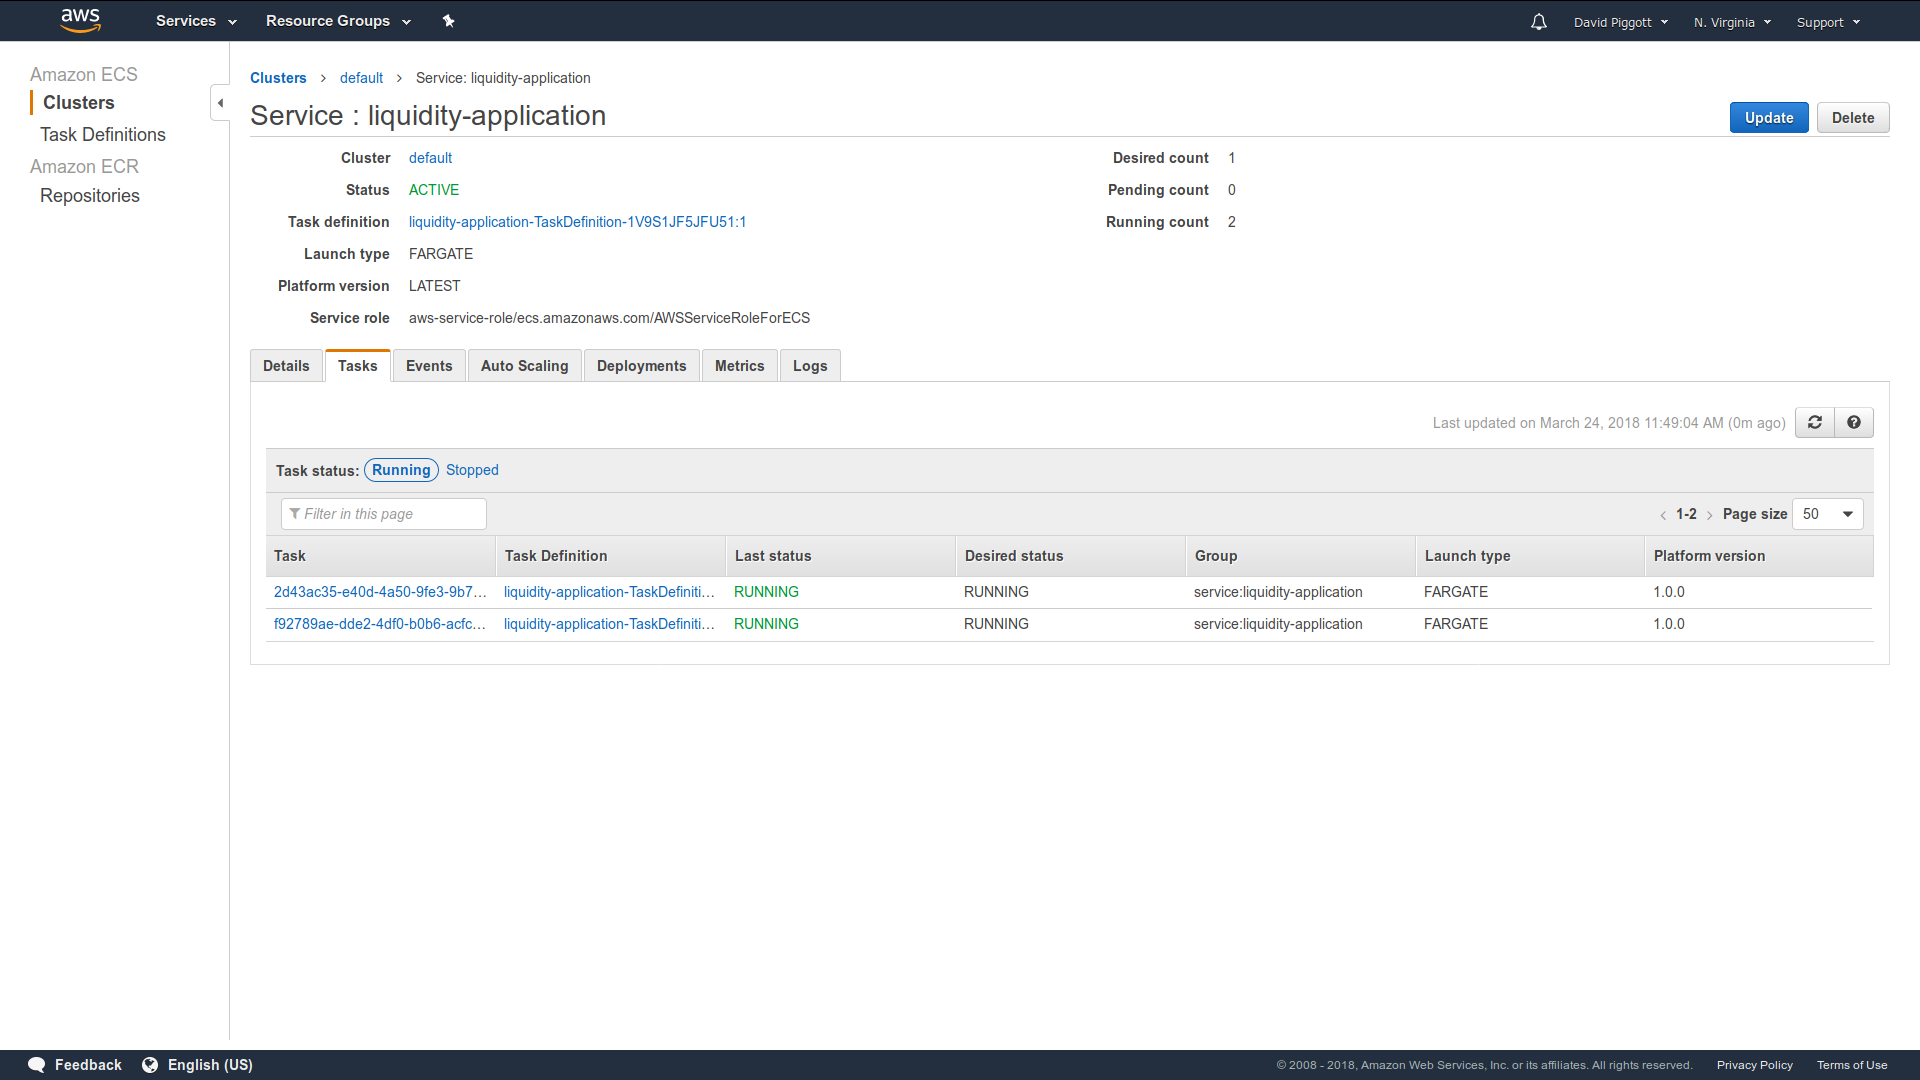 aws Services Resource Groups David Piggott N. Virginia Support
Amazon ECS
Clusters
Task Definitions
Amazon ECR
Repositories
Clusters > default > Service: liquidity-application
Service : liquidity-application
Update Delete
Cluster default Desired count 1
Status ACTIVE Pending count 0
Task definition liquidity-application-TaskDefinition-1V9S1JF5JFU51:1 Running count 2
Launch type FARGATE
Platform version LATEST
Service role aws-service-role/ecs.amazonaws.com/AWSServiceRoleForECS
Details Tasks Events Auto Scaling Deployments Metrics Logs
Last updated on March 24, 2018 11:49:04 AM (0m ago)
Task status: Running Stopped
Filter in this page < 1-2 > Page size 50
Task Task Definition Last status Desired status Group Launch type Platform version
2d43ac35-e40d-4a50-9fe3-9b7... liquidity-application-TaskDefiniti... RUNNING RUNNING service:liquidity-application FARGATE 1.0.0
f92789ae-dde2-4df0-b0b6-acfc... liquidity-application-TaskDefiniti... RUNNING RUNNING service:liquidity-application FARGATE 1.0.0
Feedback English (US) © 2008 - 2018, Amazon Web Services, Inc. or its affiliates. All rights reserved. Privacy Policy Terms of Use